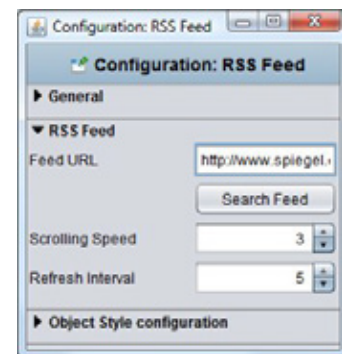 Configuration: RSS Feed
Configuration: RSS Feed
General
RSS Feed
Feed URL http://www.spiegel.
Search Feed
Scrolling Speed 3
Refresh Interval 5
Object Style configuration